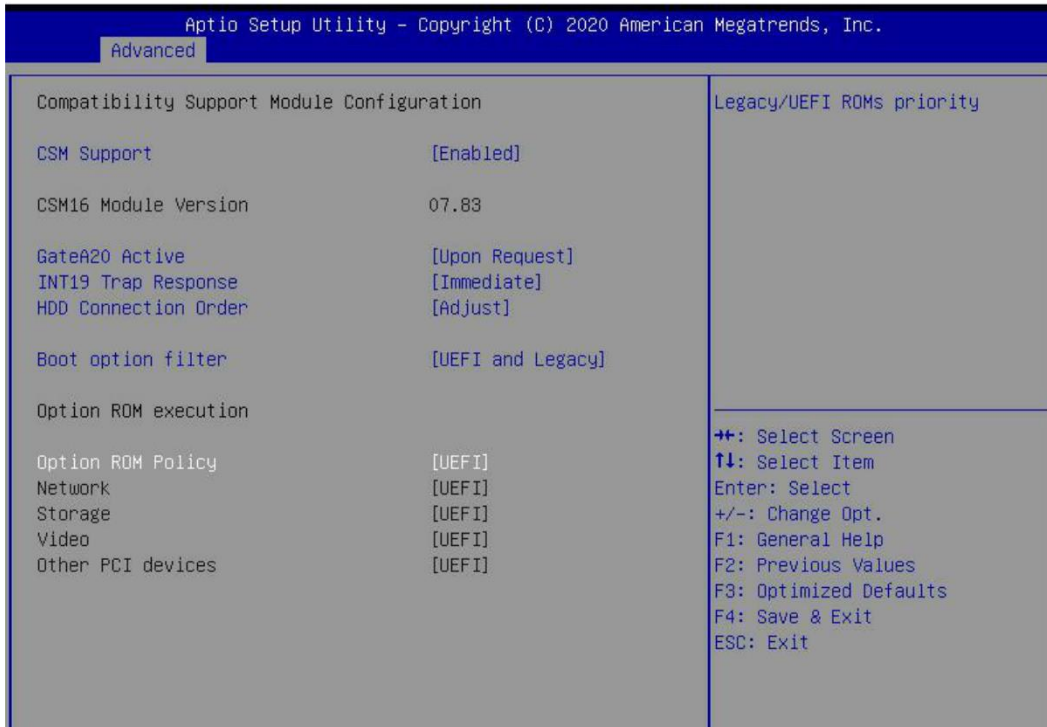 Aptio Setup Utility – Copyright (C) 2020 American Megatrends, Inc.
Advanced
Compatibility Support Module Configuration
CSM Support [Enabled]
CSM16 Module Version 07.83
GateA20 Active [Upon Request]
INT19 Trap Response [Immediate]
HDD Connection Order [Adjust]
Boot option filter [UEFI and Legacy]
Option ROM execution
Option ROM Policy [UEFI]
Network [UEFI]
Storage [UEFI]
Video [UEFI]
Other PCI devices [UEFI]
Legacy/UEFI ROMs priority
→←: Select Screen
↑↓: Select Item
Enter: Select
+/-: Change Opt.
F1: General Help
F2: Previous Values
F3: Optimized Defaults
F4: Save & Exit
ESC: Exit